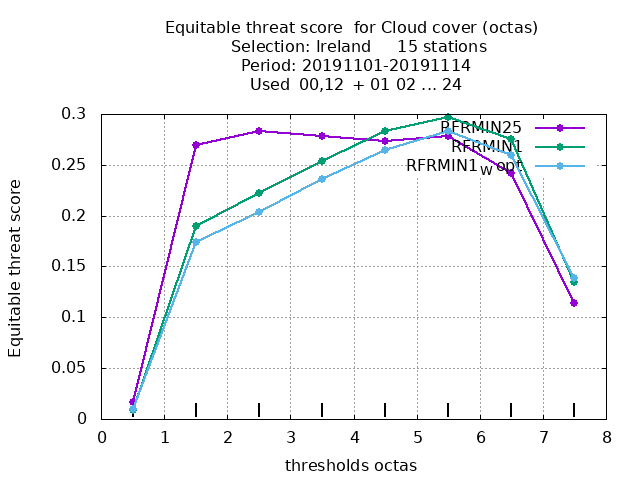 Equitable threat score  for Cloud cover (octas)
Selection: Ireland     15 stations
Period: 20191101-20191114
Used  00,12  + 01 02 ... 24
RFRMIN25
RFRMIN1
RFRMIN1W opt
0.3
0.25
0.2
0.15
0.1
0.05
0
Equitable threat score
0 1 2 3 4 5 6 7 8
thresholds octas